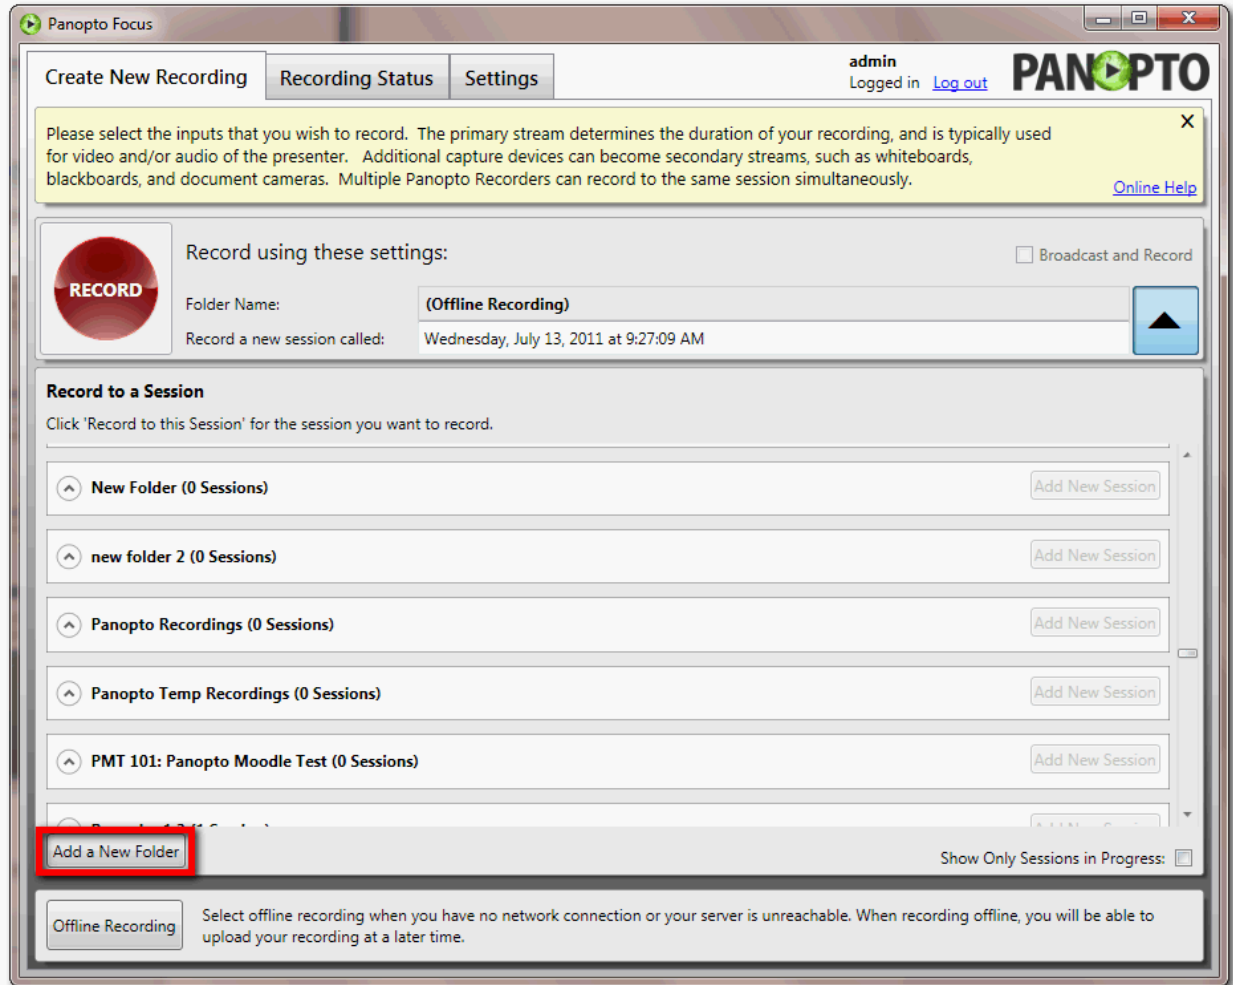 Panopto Focus
Create New Recording
Recording Status
Settings
admin
Logged in Log out
PANOPTO
Please select the inputs that you wish to record. The primary stream determines the duration of your recording, and is typically used
for video and/or audio of the presenter. Additional capture devices can become secondary streams, such as whiteboards,
blackboards, and document cameras. Multiple Panopto Recorders can record to the same session simultaneously.
X
Online Help
RECORD
Record using these settings:
Broadcast and Record
Folder Name: (Offline Recording)
Record a new session called: Wednesday, July 13, 2011 at 9:27:09 AM
Record to a Session
Click 'Record to this Session' for the session you want to record.
New Folder (0 Sessions) Add New Session
new folder 2 (0 Sessions) Add New Session
Panopto Recordings (0 Sessions) Add New Session
Panopto Temp Recordings (0 Sessions) Add New Session
PMT 101: Panopto Moodle Test (0 Sessions) Add New Session
Add a New Folder
Show Only Sessions in Progress:
Offline Recording
Select offline recording when you have no network connection or your server is unreachable. When recording offline, you will be able to
upload your recording at a later time.